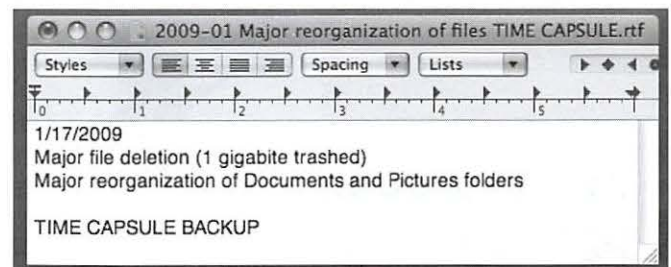 2009-01 Major reorganization of files TIME CAPSULE.rtf
Styles Spacing Lists
0 1 2 3 4 5
1/17/2009
Major file deletion (1 gigabite trashed)
Major reorganization of Documents and Pictures folders
TIME CAPSULE BACKUP